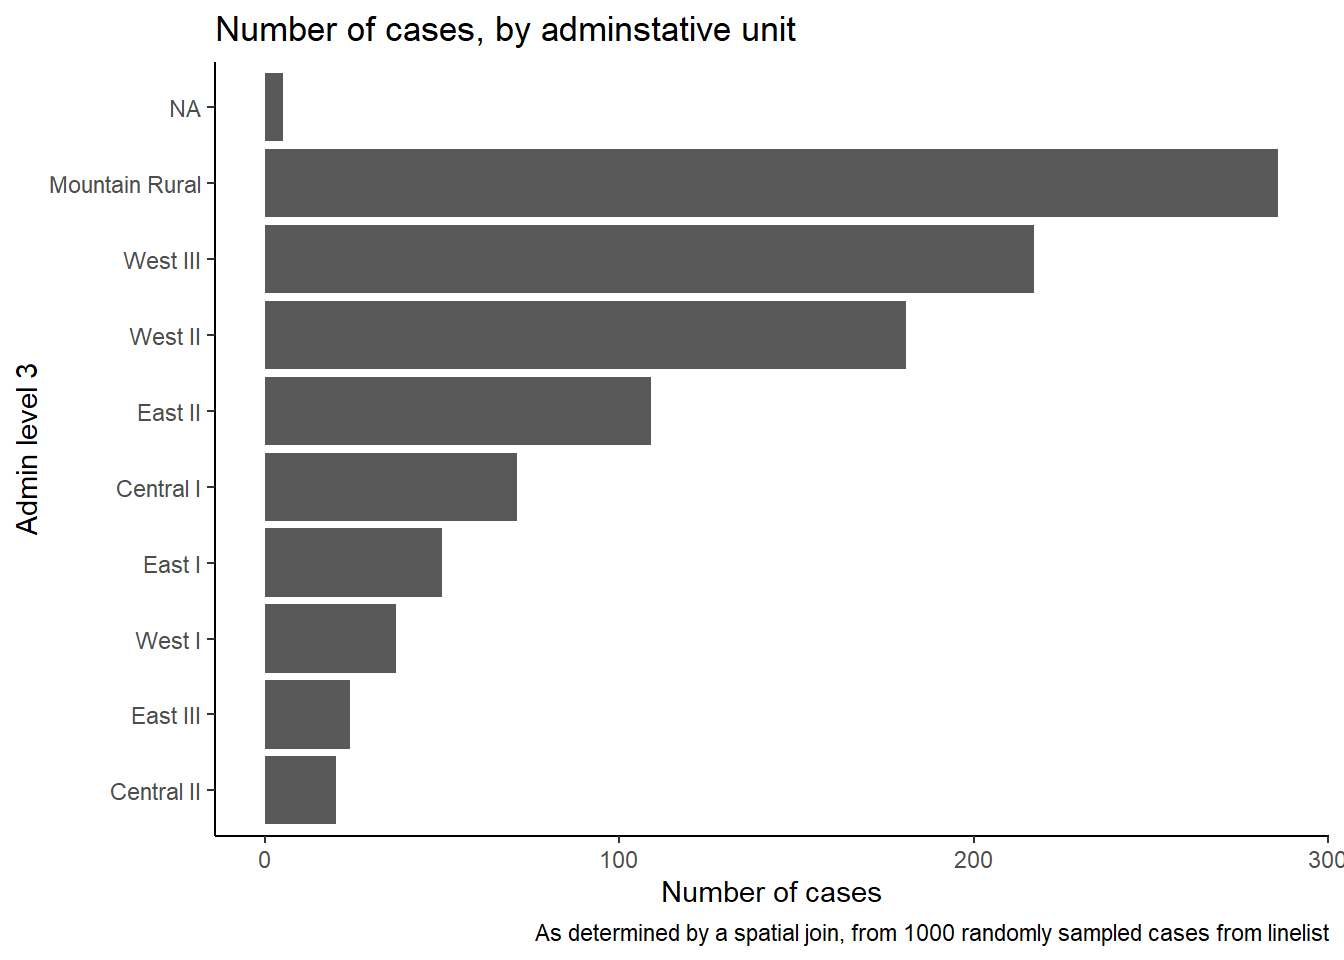 Number of cases, by adminstative unit
NA
Mountain Rural
West III
West II
East II
Central I
East I
West I
East III
Central II
Admin level 3
0 100 200 300
Number of cases
As determined by a spatial join, from 1000 randomly sampled cases from linelist